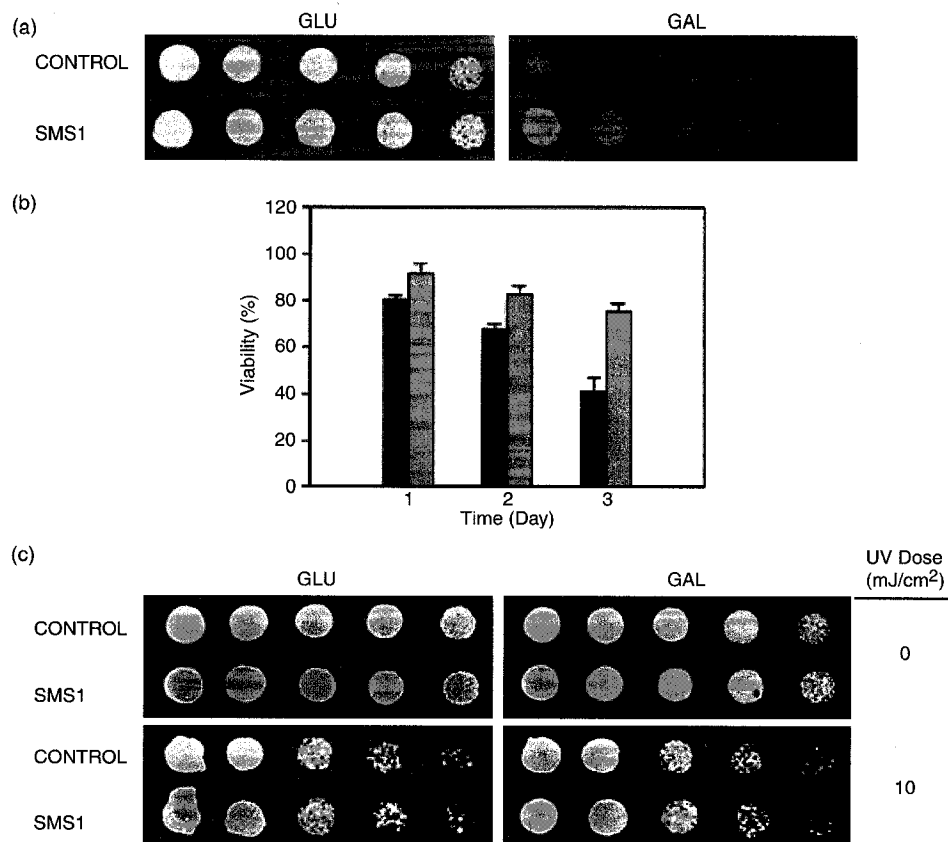 (a)
GLU GAL
CONTROL
SMS1
(b)
120
100
80
60
40
20
0
Viability (%)
1 2 3
Time (Day)
(c)
GLU GAL
UV Dose
(mJ/cm²)
CONTROL
0
SMS1
CONTROL
10
SMS1